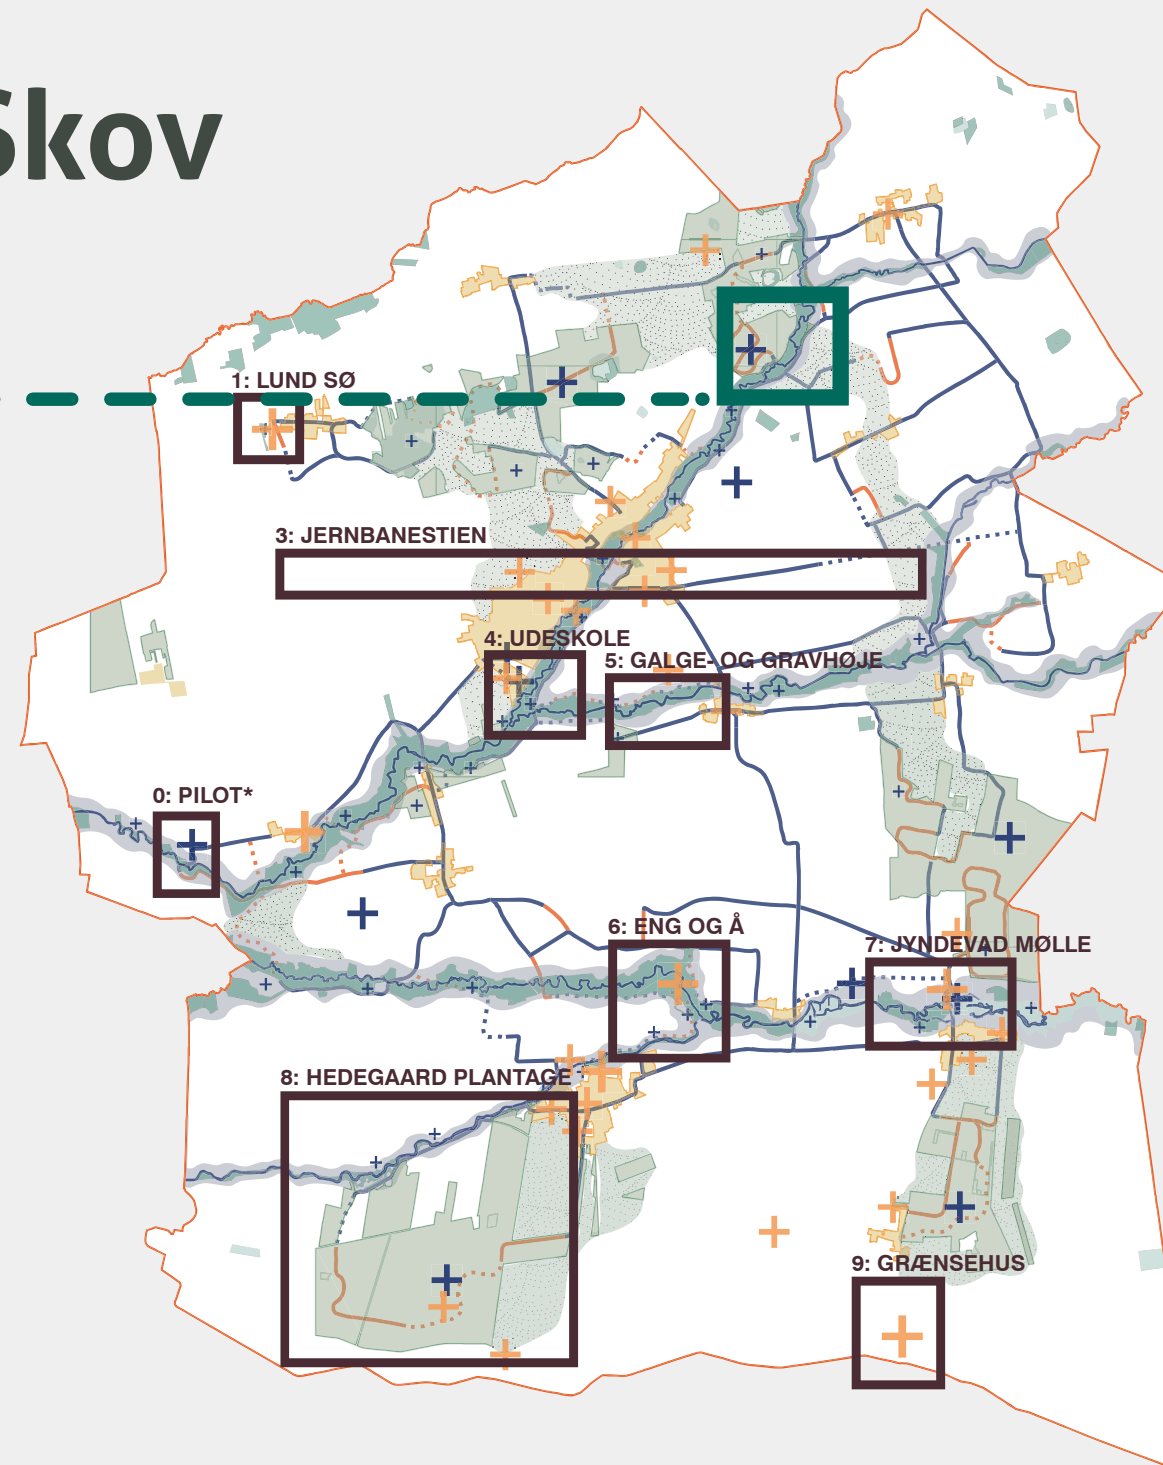 Skov
1: LUND SØ
3: JERNBANESTIEN
4: UDESKOLE
5: GALGE- OG GRAVHØJE
0: PILOT*
6: ENG OG Å
7: JYNDEVAD MØLLE
8: HEDEGAARD PLANTAGE
9: GRÆNSEHUS